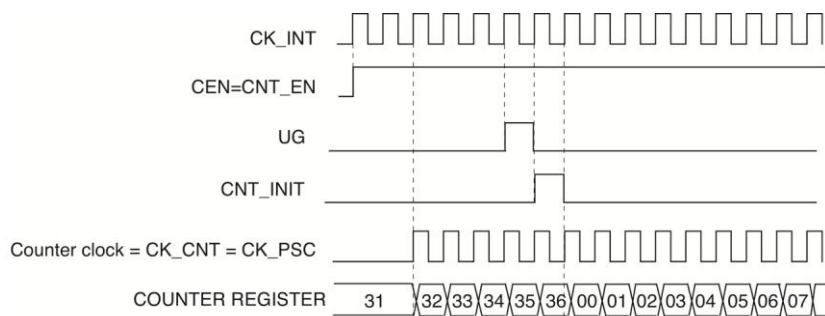 CK_INT
CEN=CNT_EN
UG
CNT_INIT
Counter clock = CK_CNT = CK_PSC
COUNTER REGISTER 31 32 33 34 35 36 00 01 02 03 04 05 06 07